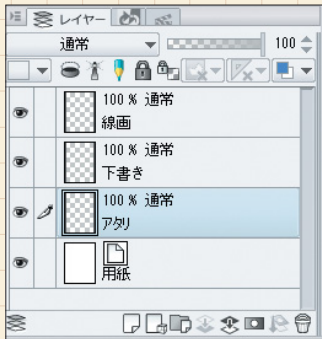 レイヤー
通常 100
100 % 通常
線画
100 % 通常
下書き
100 % 通常
アタリ
用紙